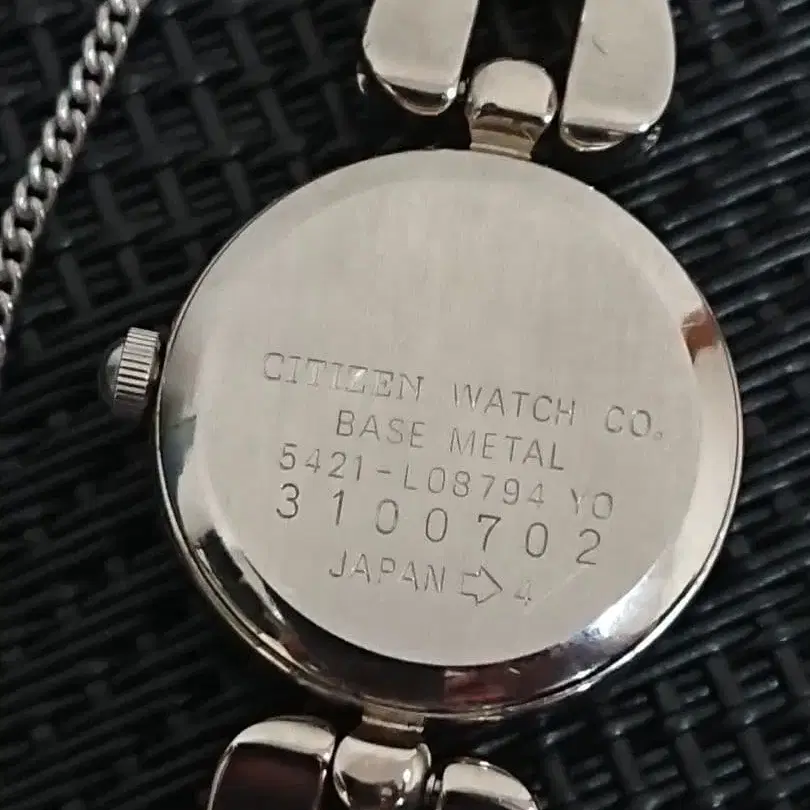 CITIZEN WATCH CO.
BASE METAL
5421-L08794 YO
3100702
JAPAN ⇨ 4